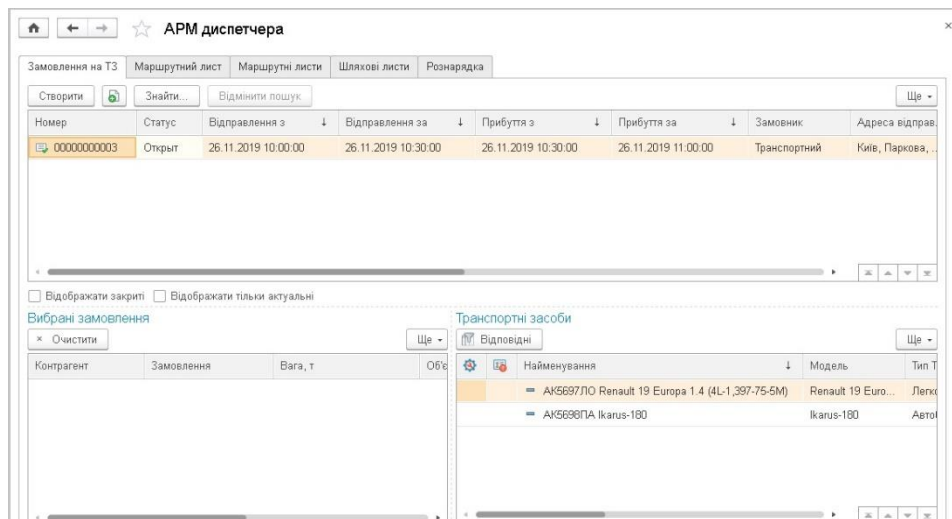 АРМ диспетчера
Замовлення на ТЗ Маршрутний лист Маршрутні листи Шляхові листи Рознарядка
Створити Знайти... Відмінити пошук Ще
Номер Статус Відправлення з ↓ Відправлення за ↓ Прибуття з ↓ Прибуття за ↓ Замовник Адреса відправ.
00000000003 Открыт 26.11.2019 10:00:00 26.11.2019 10:30:00 26.11.2019 10:30:00 26.11.2019 11:00:00 Транспортний Київ, Паркова, ...
Відображати закриті Відображати тільки актуальні
Вибрані замовлення Транспортні засоби
× Очистити Ще Відповідні Ще
Контрагент Замовлення Вага, т Об'є Найменування ↓ Модель Тип Т
АК5697ЛО Renault 19 Europa 1.4 (4L-1,397-75-5M) Renault 19 Euro... Легко
АК5698ПА Ikarus-180 Ikarus-180 Авто